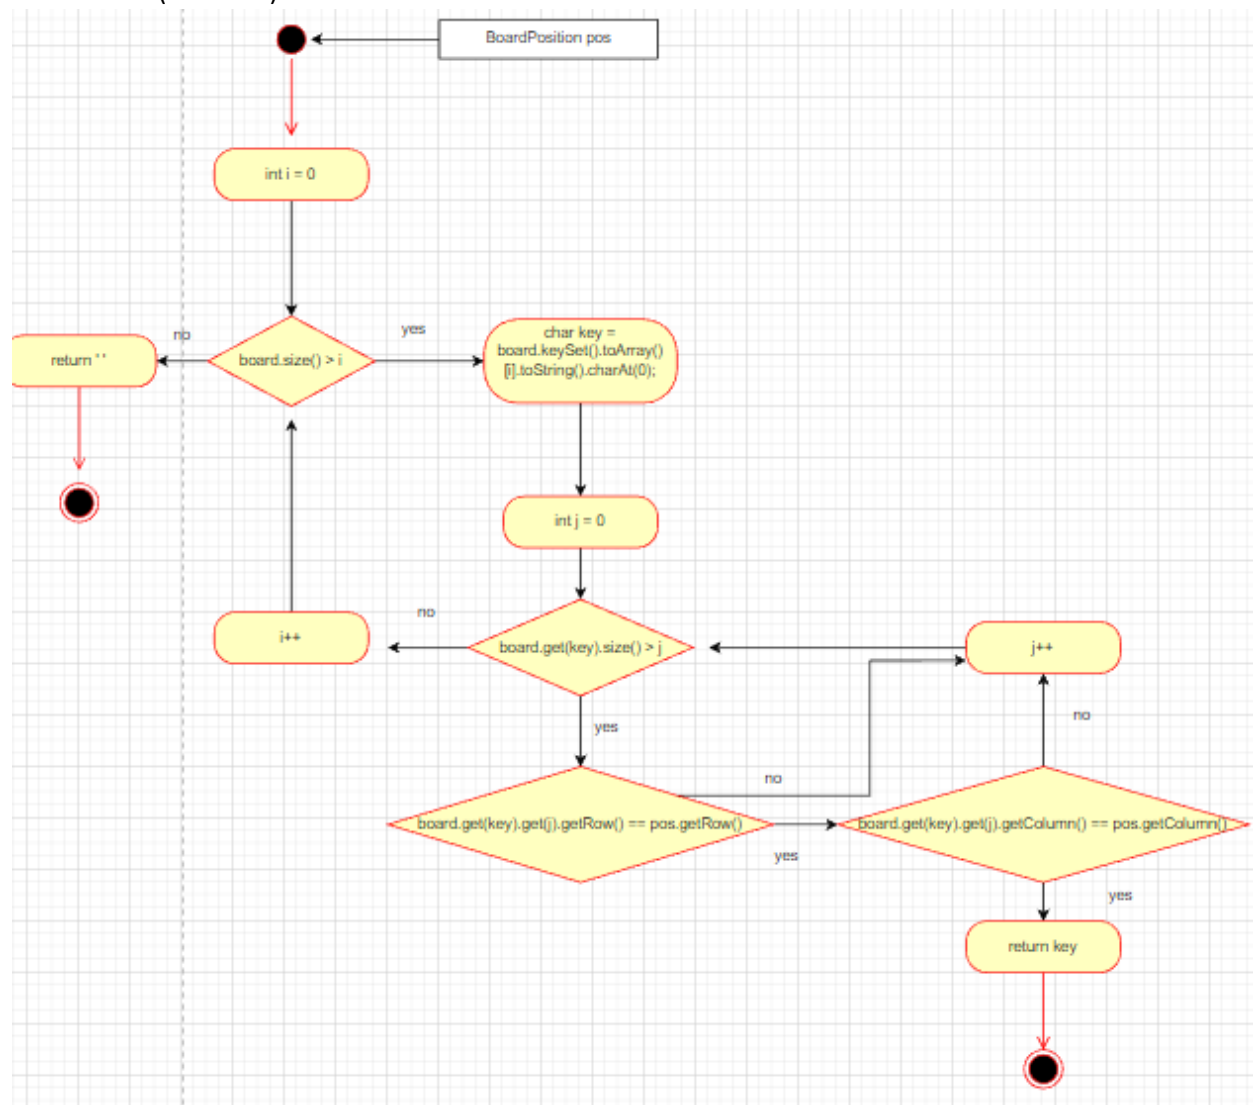 BoardPosition pos
int i = 0
no
yes
return ' '
board.size() > i
char key =
board.keySet().toArray()
[i].toString().charAt(0);
int j = 0
no
i++
board.get(key).size() > j
j++
yes
no
no
board.get(key).get(j).getRow() == pos.getRow()
board.get(key).get(j).getColumn() == pos.getColumn()
yes
yes
return key